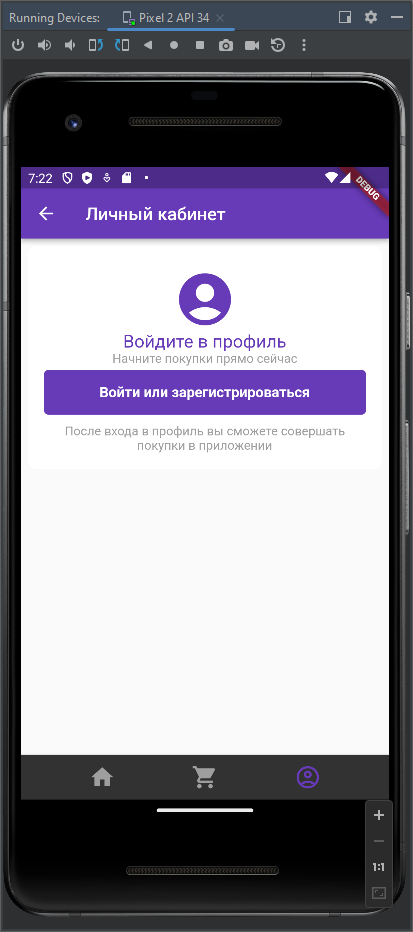 Running Devices: Pixel 2 API 34
7:22
DEBUG
Личный кабинет
Войдите в профиль
Начните покупки прямо сейчас
Войти или зарегистрироваться
После входа в профиль вы сможете совершать
покупки в приложении
1:1